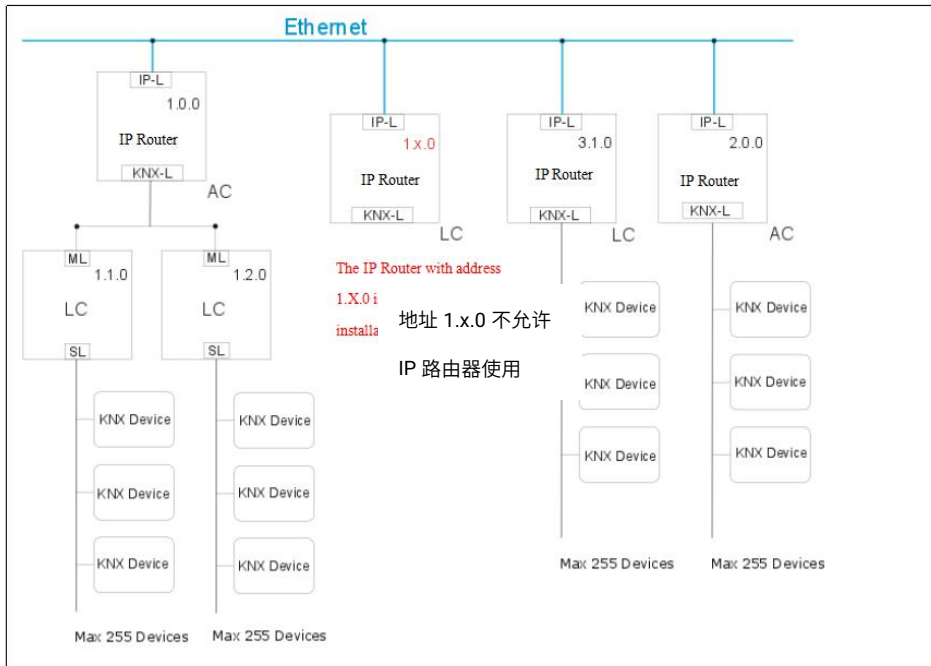 Ethernet
IP-L
1.0.0
IP Router
KNX-L
AC
IP-L
1.x.0
IP Router
KNX-L
LC
IP-L
3.1.0
IP Router
KNX-L
LC
IP-L
2.0.0
IP Router
KNX-L
AC
ML
1.1.0
LC
SL
ML
1.2.0
LC
SL
The IP Router with address
1.X.0 i
installa
地址 1.x.0 不允许
IP 路由器使用
KNX Device
KNX Device
KNX Device
Max 255 Devices
KNX Device
KNX Device
KNX Device
Max 255 Devices
KNX Device
KNX Device
KNX Device
Max 255 Devices
KNX Device
KNX Device
KNX Device
Max 255 Devices